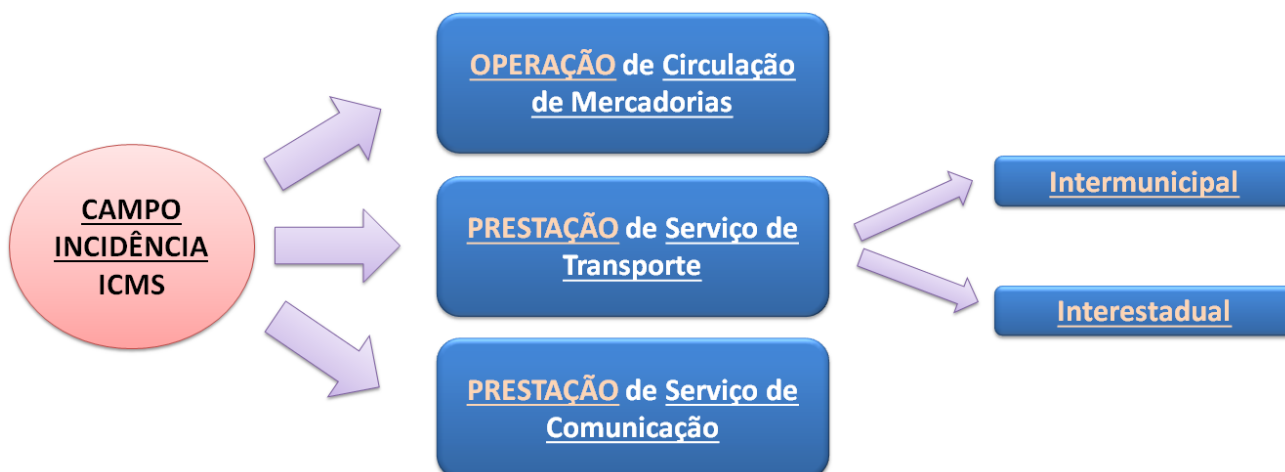 CAMPO
INCIDÊNCIA
ICMS
OPERAÇÃO de Circulação
de Mercadorias
PRESTAÇÃO de Serviço de
Transporte
Intermunicipal
Interestadual
PRESTAÇÃO de Serviço de
Comunicação